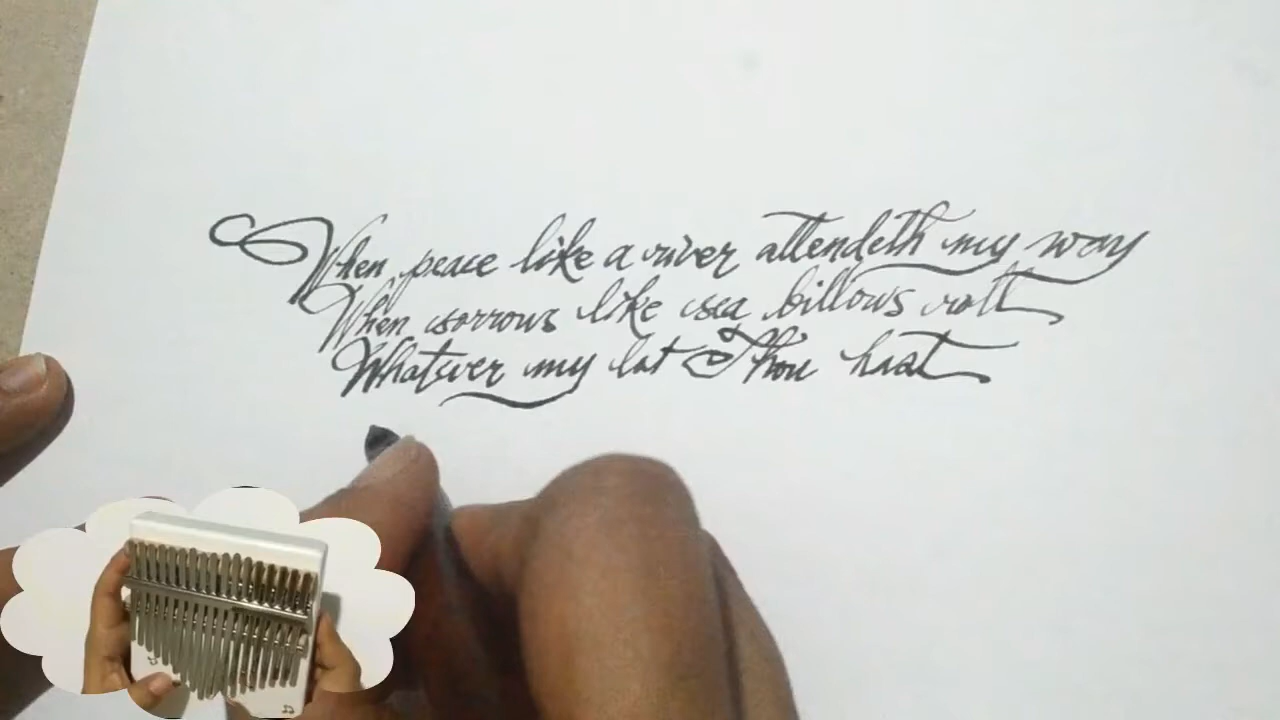 When peace like a river attendeth my way
When sorrows like sea billows roll
Whatever my lot Thou hast